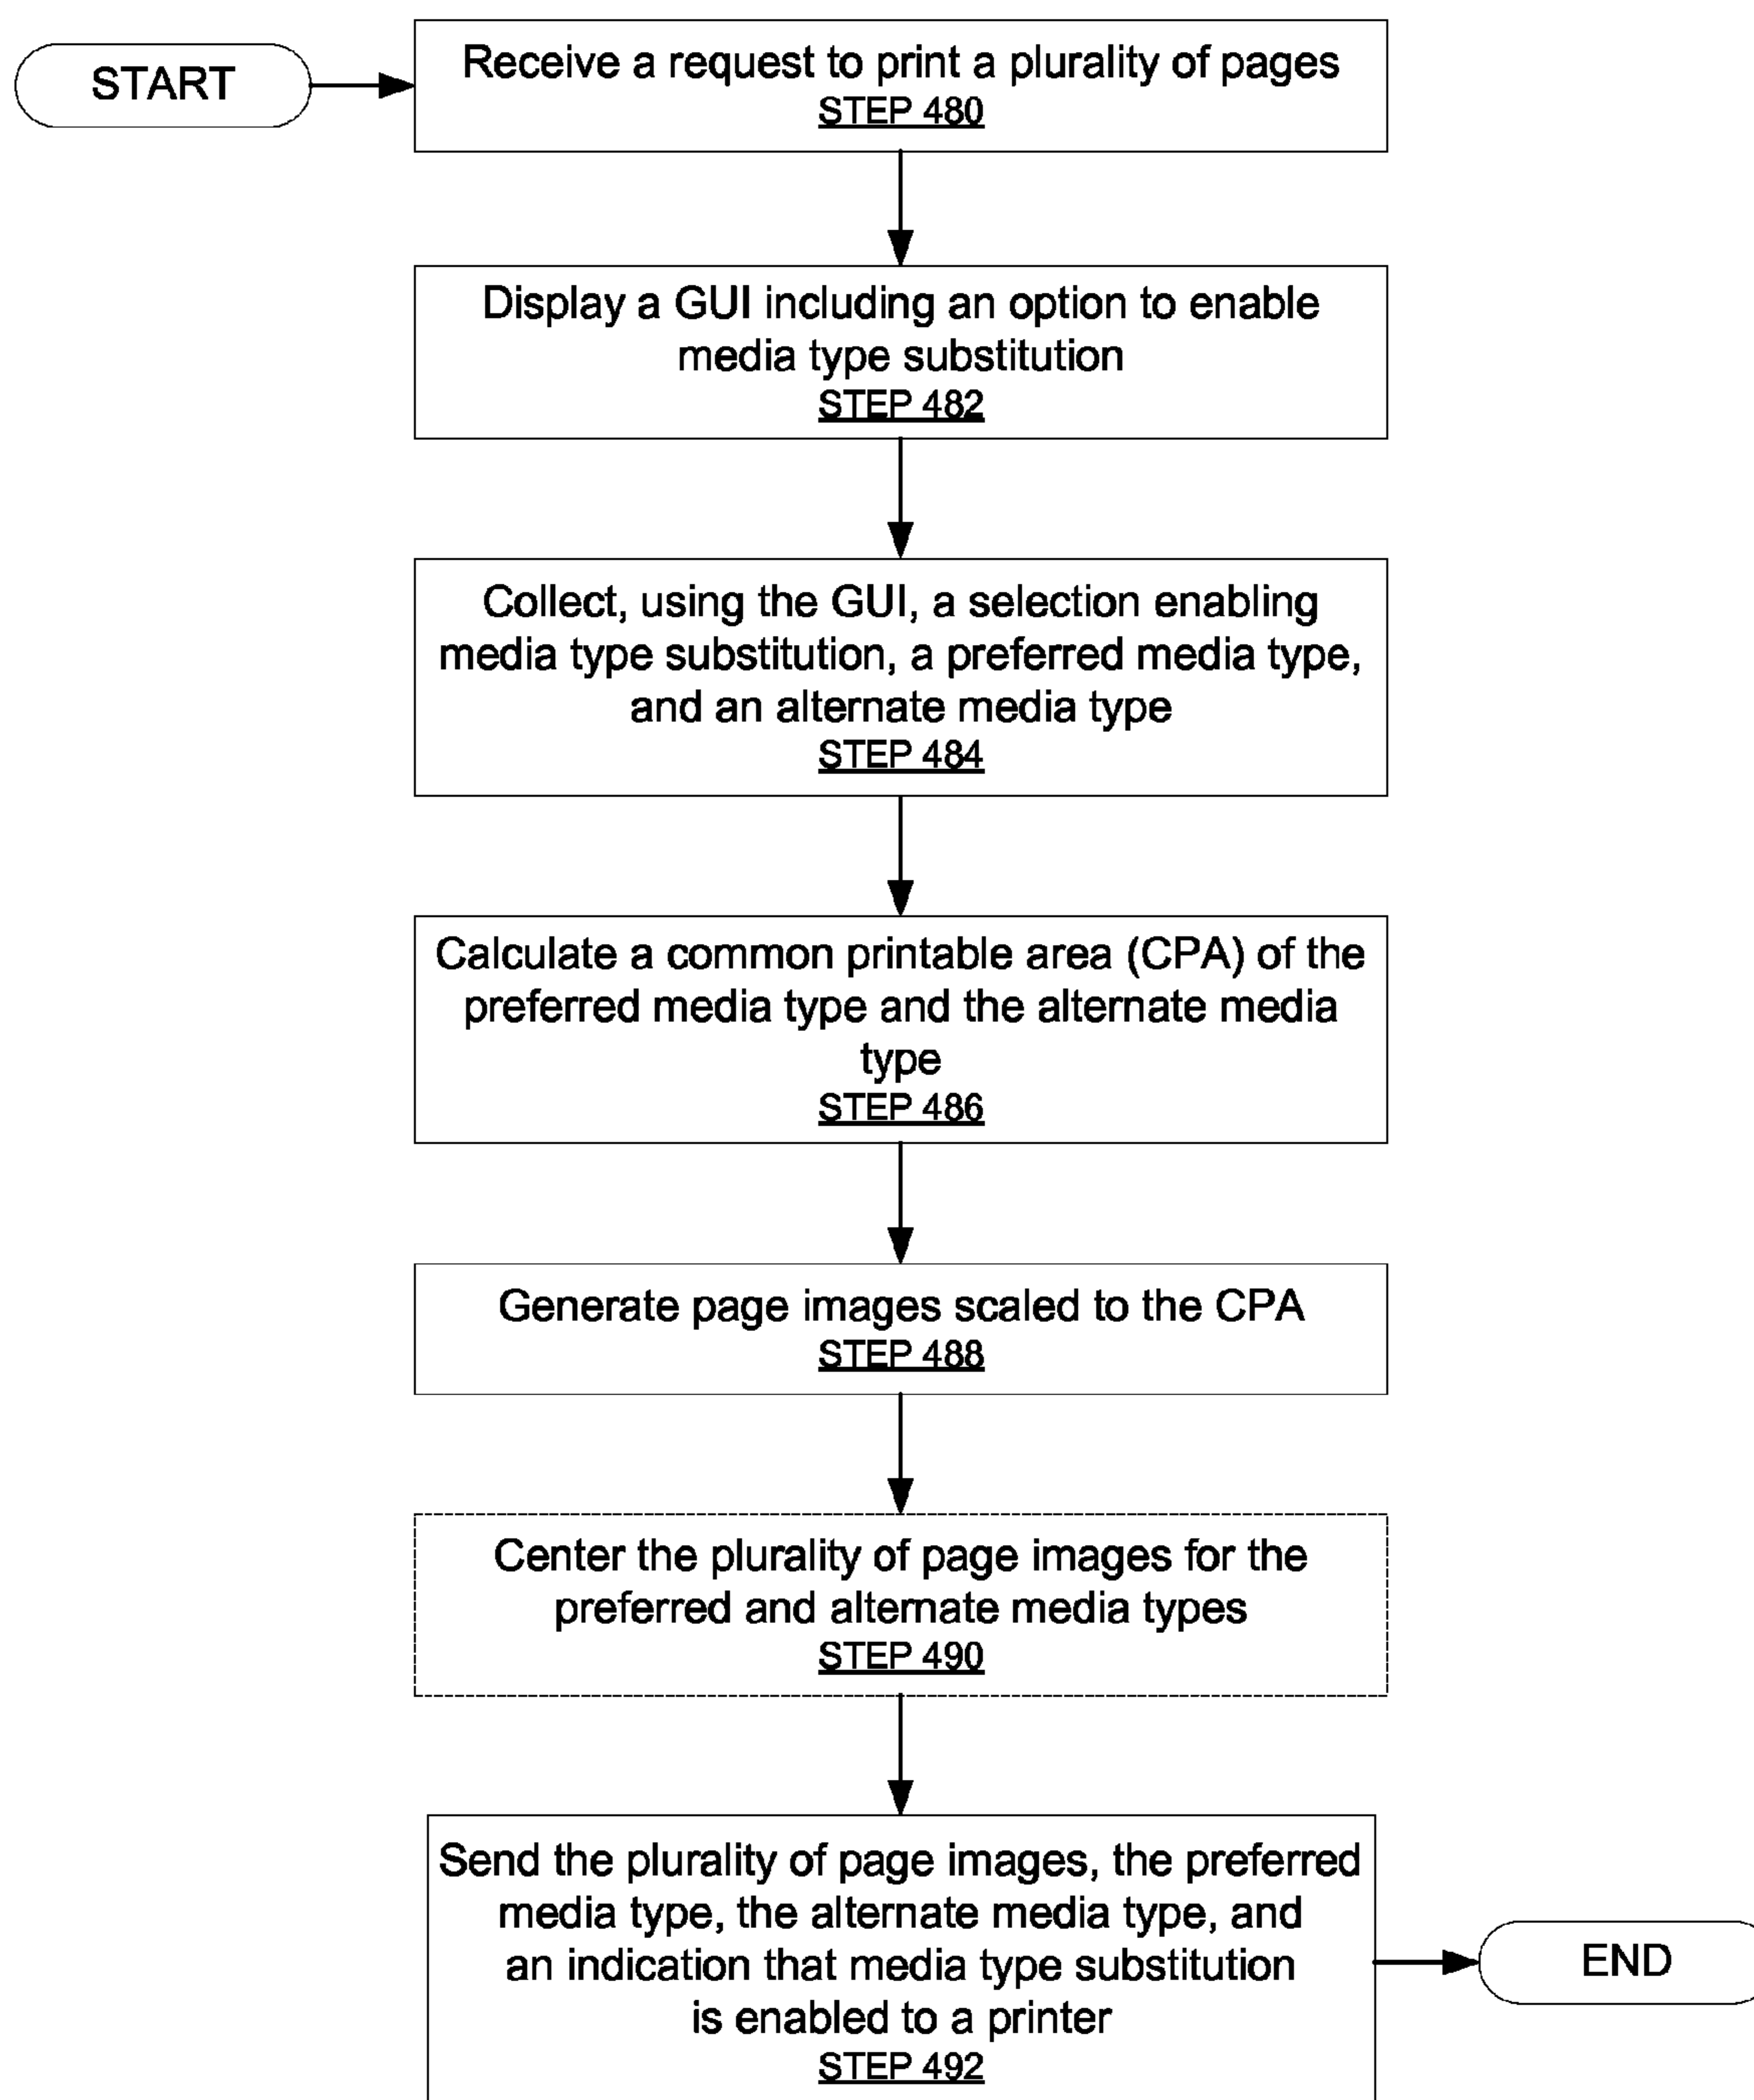 START
Receive a request to print a plurality of pages
STEP 480
Display a GUI including an option to enable
media type substitution
STEP 482
Collect, using the GUI, a selection enabling
media type substitution, a preferred media type,
and an alternate media type
STEP 484
Calculate a common printable area (CPA) of the
preferred media type and the alternate media
type
STEP 486
Generate page images scaled to the CPA
STEP 488
Center the plurality of page images for the
preferred and alternate media types
STEP 490
Send the plurality of page images, the preferred
media type, the alternate media type, and
an indication that media type substitution
is enabled to a printer
STEP 492
END